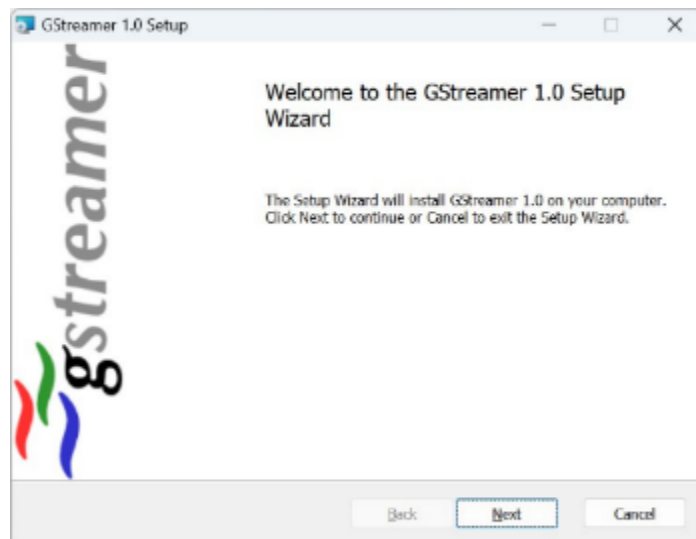 GStreamer 1.0 Setup
gstreamer
Welcome to the GStreamer 1.0 Setup
Wizard
The Setup Wizard will install GStreamer 1.0 on your computer.
Click Next to continue or Cancel to exit the Setup Wizard.
Back
Next
Cancel